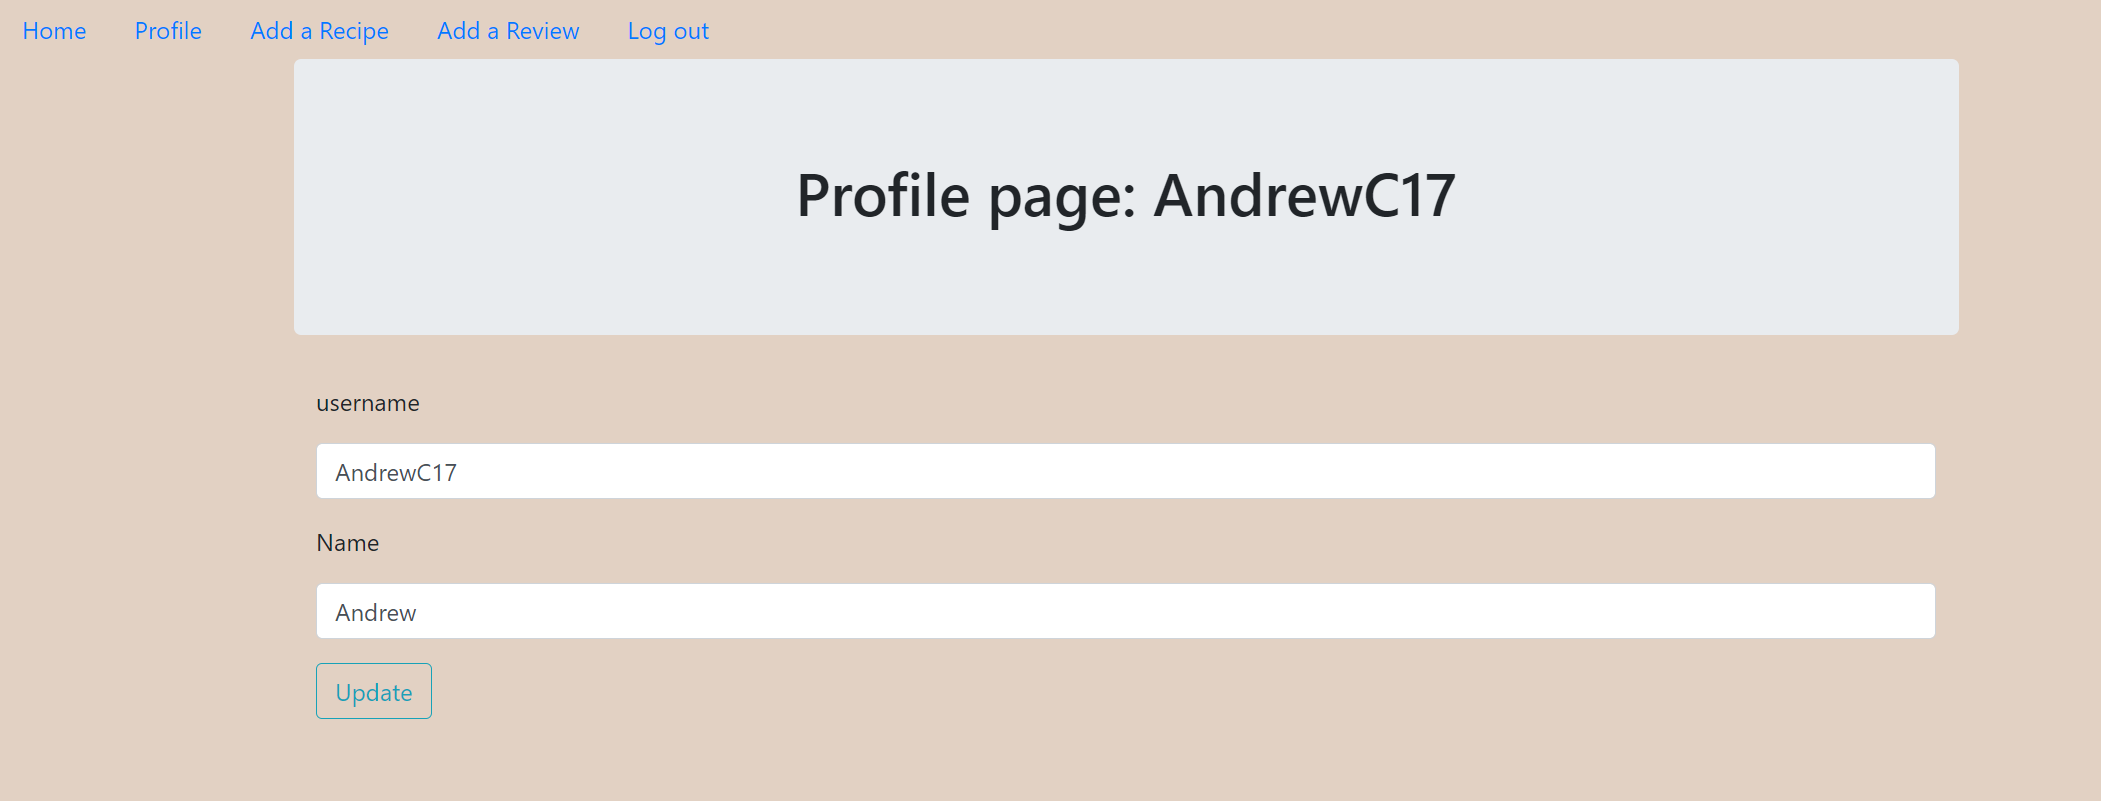 Home Profile Add a Recipe Add a Review Log out
Profile page: AndrewC17
username
AndrewC17
Name
Andrew
Update